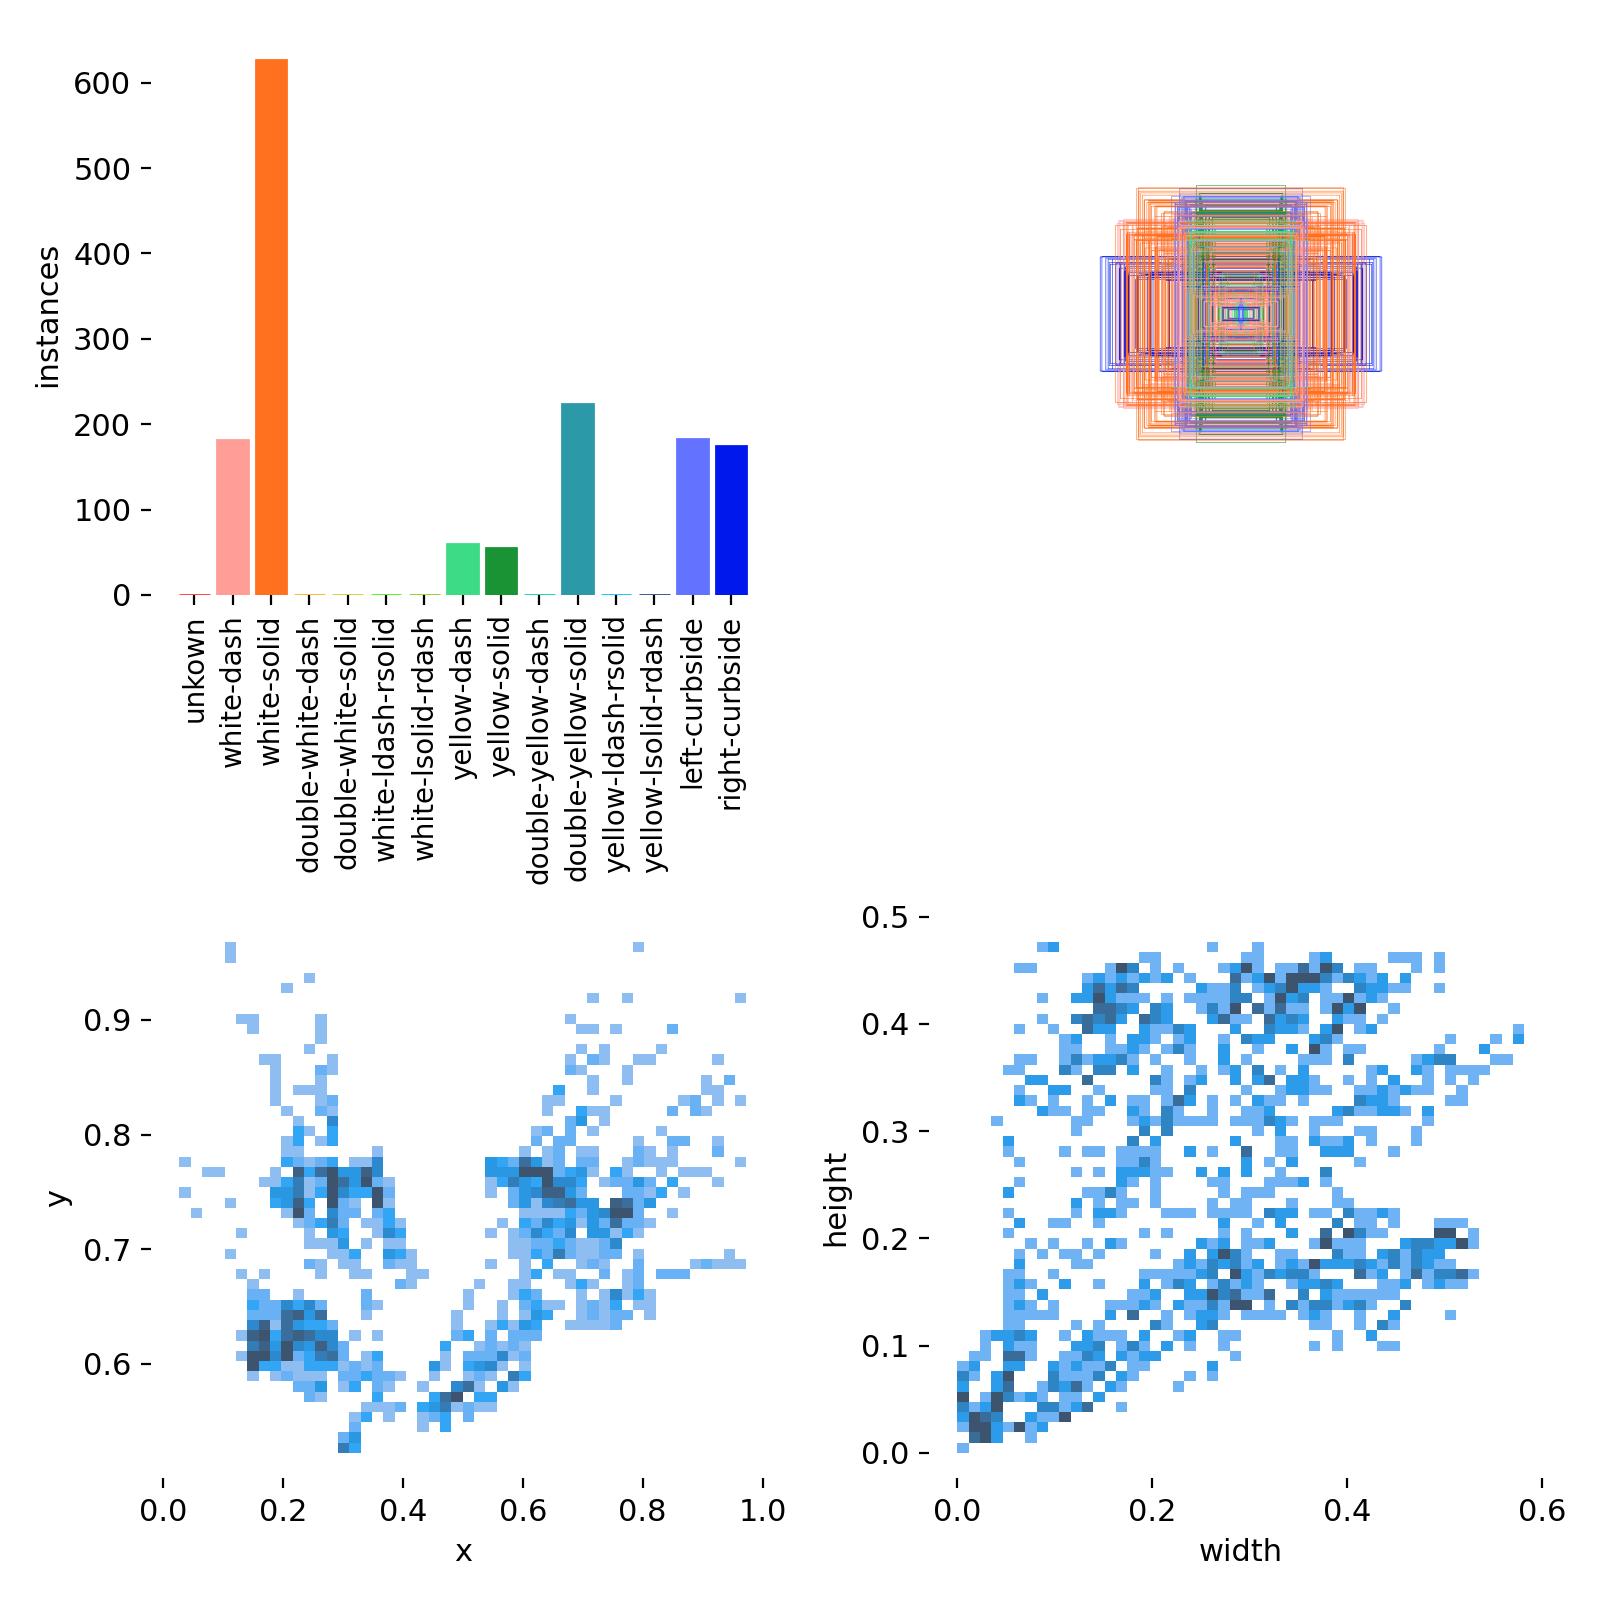 600
500
400
300
200
100
0
instances
unkown
white-dash
white-solid
double-white-dash
double-white-solid
white-ldash-rsolid
white-lsolid-rdash
yellow-dash
yellow-solid
double-yellow-dash
double-yellow-solid
yellow-ldash-rsolid
yellow-lsolid-rdash
left-curbside
right-curbside
0.9
0.8
0.7
0.6
y
0.0 0.2 0.4 0.6 0.8 1.0
x
0.5
0.4
0.3
0.2
0.1
0.0
height
0.0 0.2 0.4 0.6
width